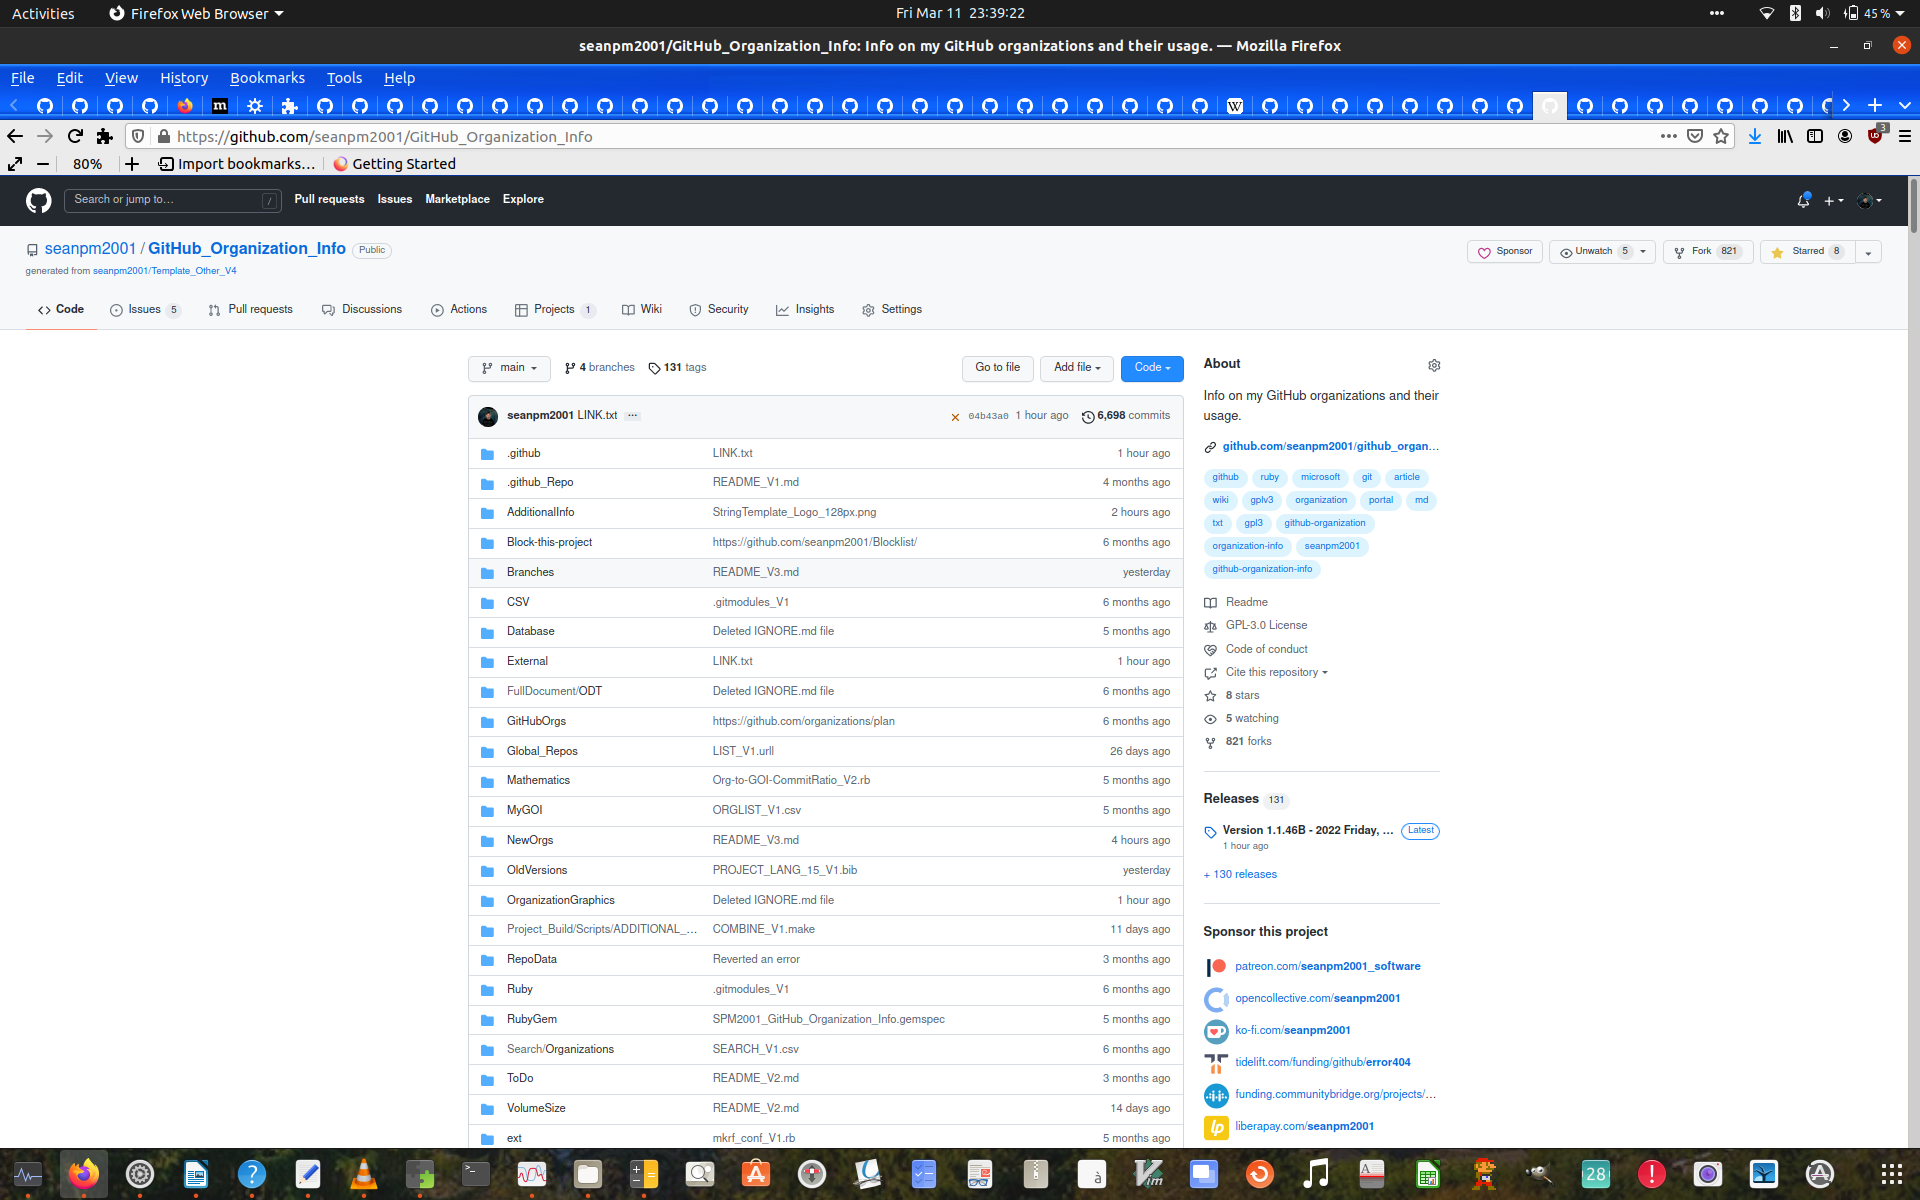 Activities
Firefox Web Browser
Fri Mar 11 23:39:22
45 %
seanpm2001/GitHub_Organization_Info: Info on my GitHub organizations and their usage. — Mozilla Firefox
File Edit View History Bookmarks Tools Help
https://github.com/seanpm2001/GitHub_Organization_Info
3
80%
Import bookmarks...
Getting Started
Search or jump to...
/
Pull requests Issues Marketplace Explore
seanpm2001 / GitHub_Organization_Info Public
generated from seanpm2001/Template_Other_V4
Sponsor
Unwatch 5
Fork 821
Starred 8
Code
Issues 5
Pull requests
Discussions
Actions
Projects 1
Wiki
Security
Insights
Settings
main
4 branches
131 tags
Go to file
Add file
Code
seanpm2001 LINK.txt ...
04b43a0 1 hour ago
6,698 commits
.github LINK.txt 1 hour ago
.github_Repo README_V1.md 4 months ago
AdditionalInfo StringTemplate_Logo_128px.png 2 hours ago
Block-this-project https://github.com/seanpm2001/Blocklist/ 6 months ago
Branches README_V3.md yesterday
CSV .gitmodules_V1 6 months ago
Database Deleted IGNORE.md file 5 months ago
External LINK.txt 1 hour ago
FullDocument/ODT Deleted IGNORE.md file 6 months ago
GitHubOrgs https://github.com/organizations/plan 6 months ago
Global_Repos LIST_V1.urll 26 days ago
Mathematics Org-to-GOI-CommitRatio_V2.rb 5 months ago
MyGOI ORGLIST_V1.csv 5 months ago
NewOrgs README_V3.md 4 hours ago
OldVersions PROJECT_LANG_15_V1.bib yesterday
OrganizationGraphics Deleted IGNORE.md file 1 hour ago
Project_Build/Scripts/ADDITIONAL_... COMBINE_V1.make 11 days ago
RepoData Reverted an error 3 months ago
Ruby .gitmodules_V1 6 months ago
RubyGem SPM2001_GitHub_Organization_Info.gemspec 5 months ago
Search/Organizations SEARCH_V1.csv 6 months ago
ToDo README_V2.md 3 months ago
VolumeSize README_V2.md 14 days ago
ext mkrf_conf_V1.rb 5 months ago
About
Info on my GitHub organizations and their
usage.
github.com/seanpm2001/github_organ...
github ruby microsoft git article
wiki gplv3 organization portal md
txt gpl3 github-organization
organization-info seanpm2001
github-organization-info
Readme
GPL-3.0 License
Code of conduct
Cite this repository
8 stars
5 watching
821 forks
Releases 131
Version 1.1.46B - 2022 Friday, ... Latest
1 hour ago
+ 130 releases
Sponsor this project
patreon.com/seanpm2001_software
opencollective.com/seanpm2001
ko-fi.com/seanpm2001
tidelift.com/funding/github/error404
funding.communitybridge.org/projects/...
liberapay.com/seanpm2001
28